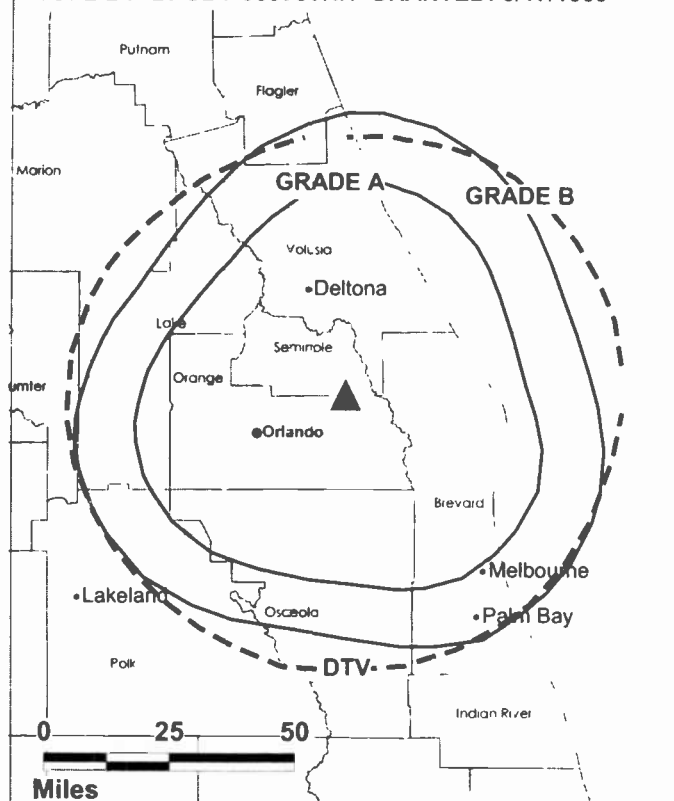 Putnam
Flagler
Marion
GRADE A
GRADE B
Volusia
Deltona
Lake
Seminole
Orange
umter
Orlando
Brevard
Melbourne
Lakeland
Osceola
Palm Bay
Polk
DTV
Indian River
0 25 50
Miles